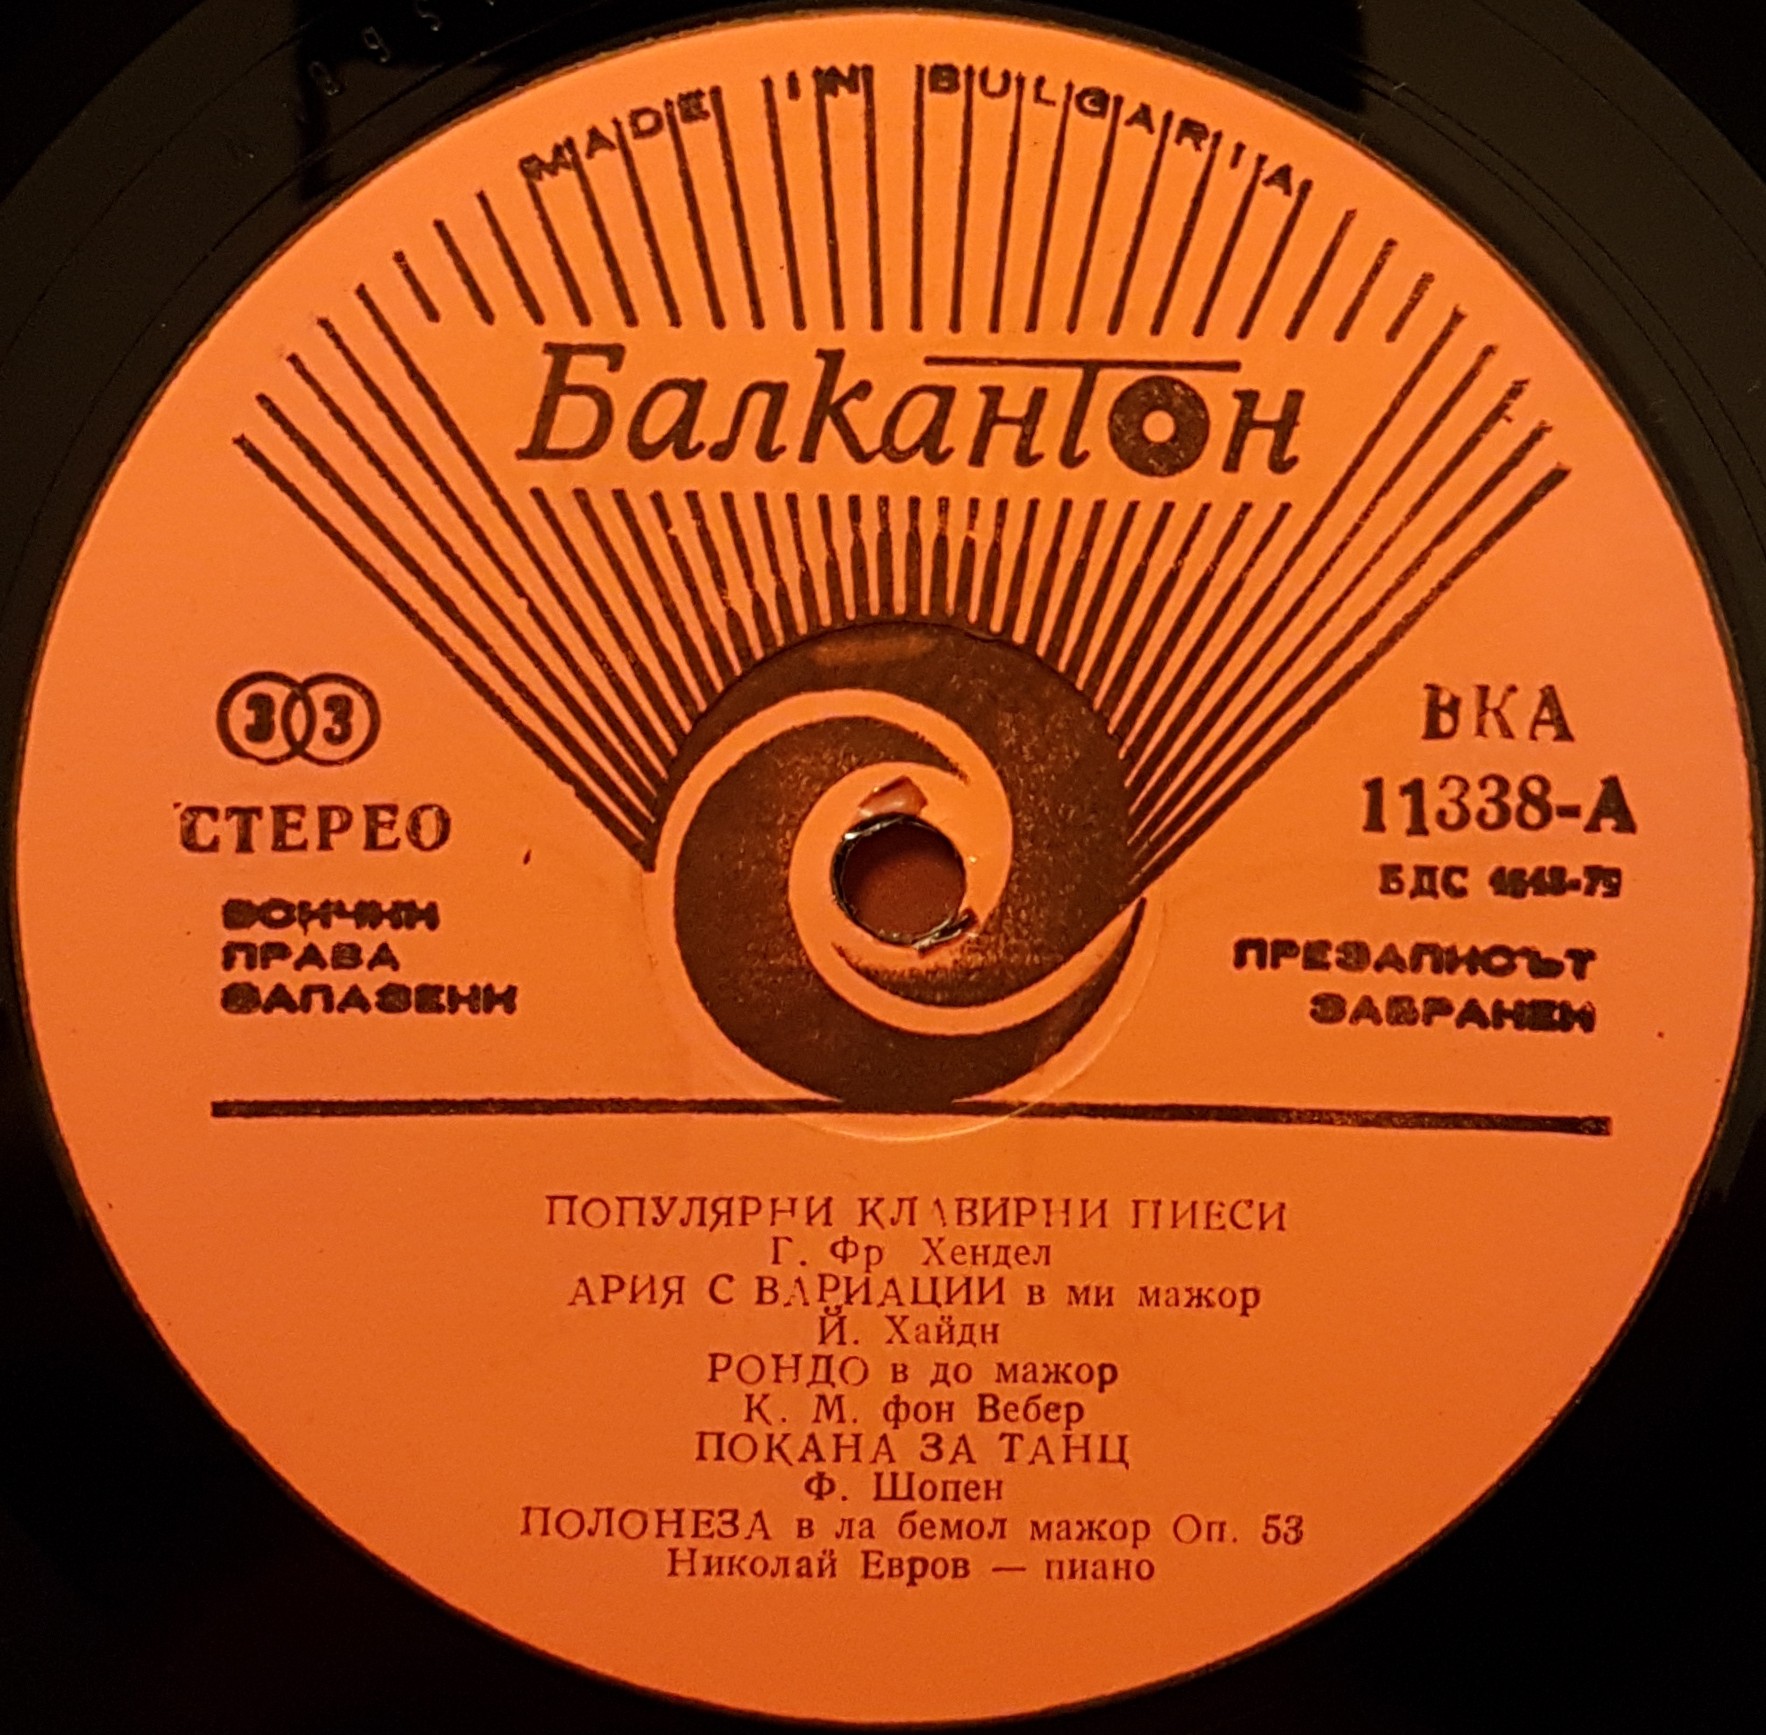 MADE IN BULGARIA
Балкантон
33
СТЕРЕО
ВСИЧКИ
ПРАВА
ЗАПАЗЕНИ
ВКА
11338-А
БДС
ПРЕЗАПИСЪТ
ЗАБРАНЕН
ПОПУЛЯРНИ КЛАВИРНИ ПИЕСИ
Г. Фр Хендел
АРИЯ С ВАРИАЦИИ в ми мажор
Й. Хайдн
РОНДО в до мажор
К. М. фон Вебер
ПОКАНА ЗА ТАНЦ
Ф. Шопен
ПОЛОНЕЗА в ла бемол мажор Оп. 53
Николай Евров — пиано